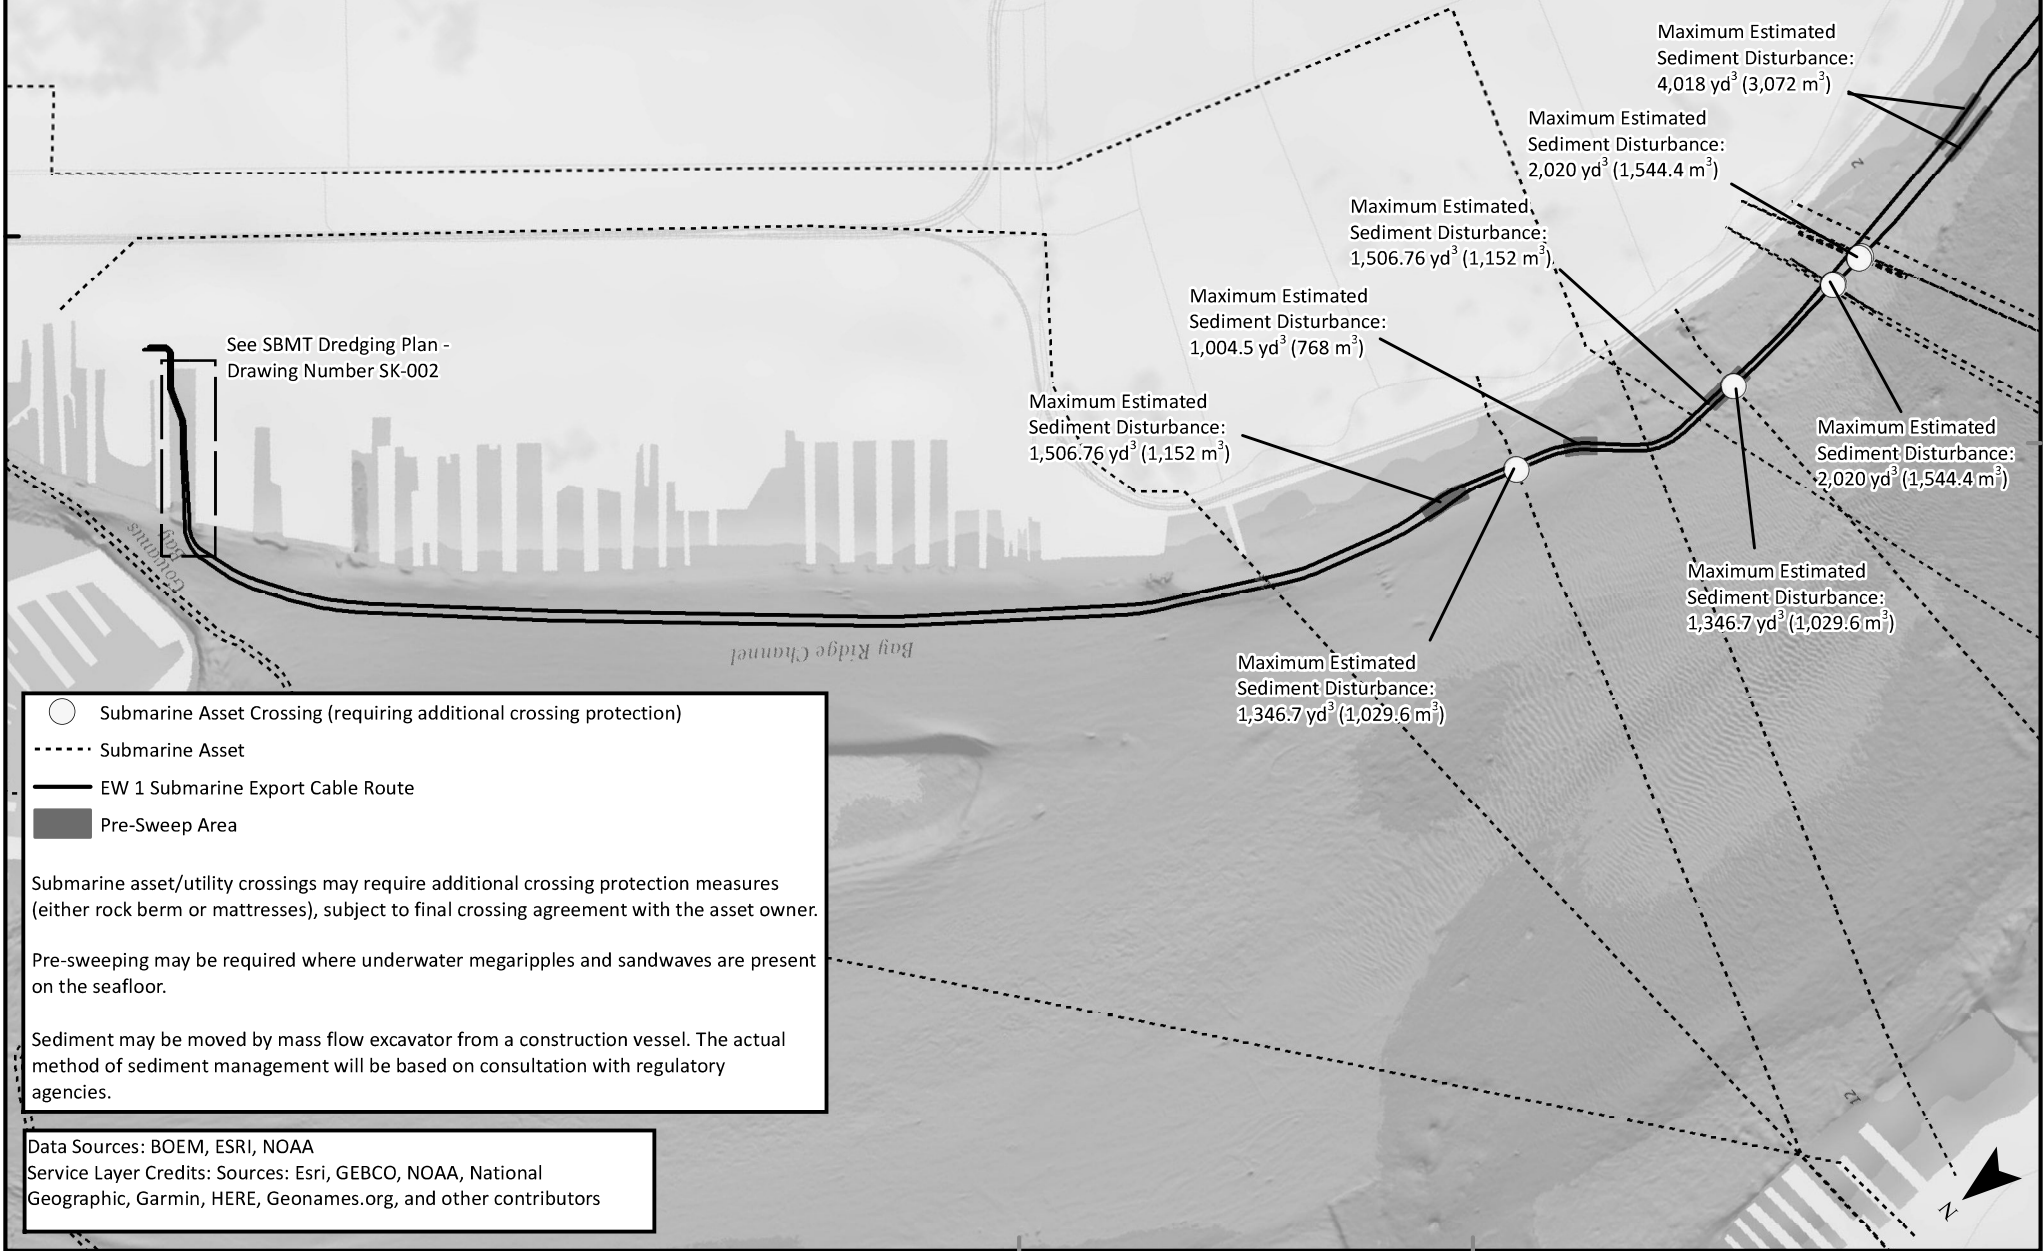 Maximum Estimated
Sediment Disturbance:
4,018 yd³ (3,072 m³)
Maximum Estimated
Sediment Disturbance:
2,020 yd³ (1,544.4 m³)
2
Maximum Estimated
Sediment Disturbance:
1,506.76 yd³ (1,152 m³)
Maximum Estimated
Sediment Disturbance:
1,004.5 yd³ (768 m³)
See SBMT Dredging Plan -
Drawing Number SK-002
Maximum Estimated
Sediment Disturbance:
1,506.76 yd³ (1,152 m³)
Maximum Estimated
Sediment Disturbance:
2,020 yd³ (1,544.4 m³)
Gowanus
Bay
Maximum Estimated
Sediment Disturbance:
1,346.7 yd³ (1,029.6 m³)
Bay Ridge Channel
Maximum Estimated
Sediment Disturbance:
1,346.7 yd³ (1,029.6 m³)
Submarine Asset Crossing (requiring additional crossing protection)
Submarine Asset
EW 1 Submarine Export Cable Route
Pre-Sweep Area
Submarine asset/utility crossings may require additional crossing protection measures
(either rock berm or mattresses), subject to final crossing agreement with the asset owner.
Pre-sweeping may be required where underwater megaripples and sandwaves are present
on the seafloor.
Sediment may be moved by mass flow excavator from a construction vessel. The actual
method of sediment management will be based on consultation with regulatory
agencies.
12
Data Sources: BOEM, ESRI, NOAA
Service Layer Credits: Sources: Esri, GEBCO, NOAA, National
Geographic, Garmin, HERE, Geonames.org, and other contributors
N